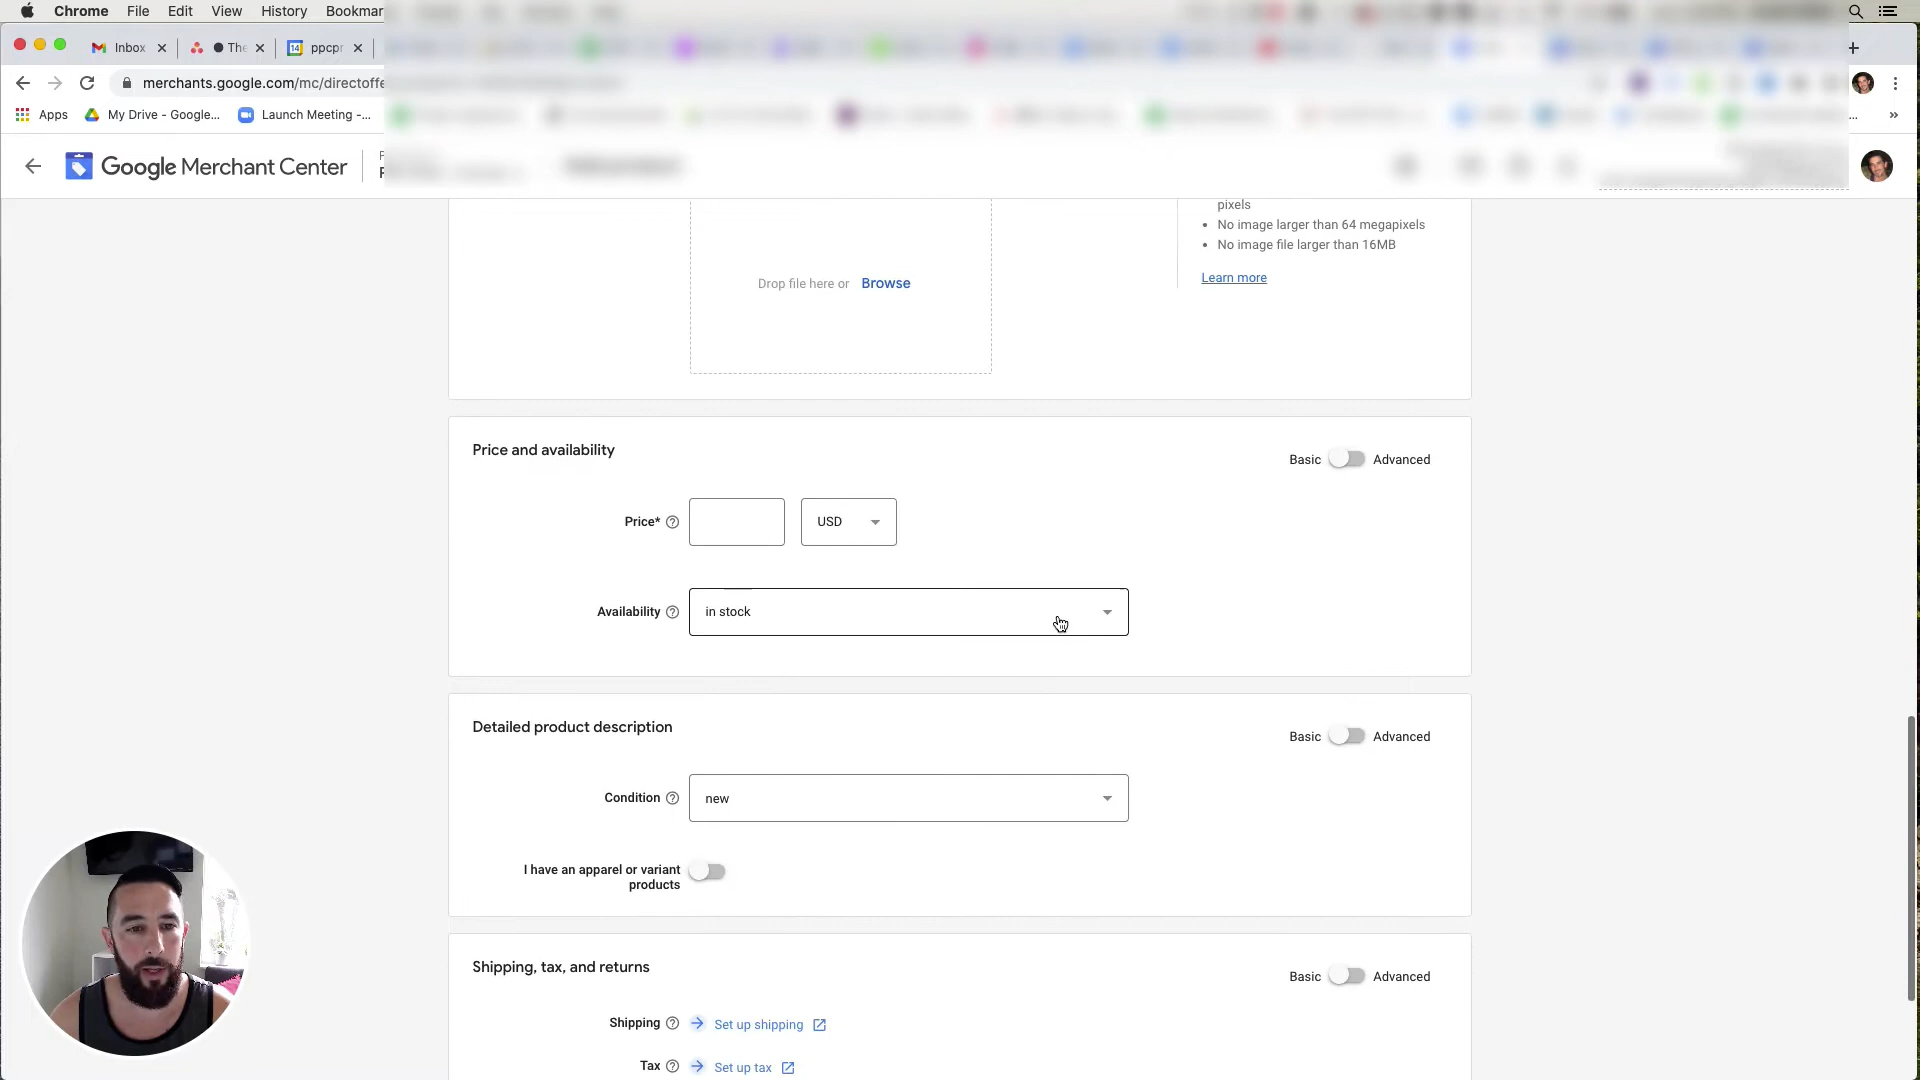 Chrome File Edit View History Bookmar
Inbox The ppcpr
merchants.google.com/mc/directoffe
Apps My Drive - Google... Launch Meeting -... ... »
Google Merchant Center
pixels
• No image larger than 64 megapixels
• No image file larger than 16MB
Drop file here or Browse
Learn more
Price and availability
Basic Advanced
Price* USD
Availability in stock
Detailed product description
Basic Advanced
Condition new
I have an apparel or variant
products
Shipping, tax, and returns
Basic Advanced
Shipping Set up shipping
Tax Set up tax